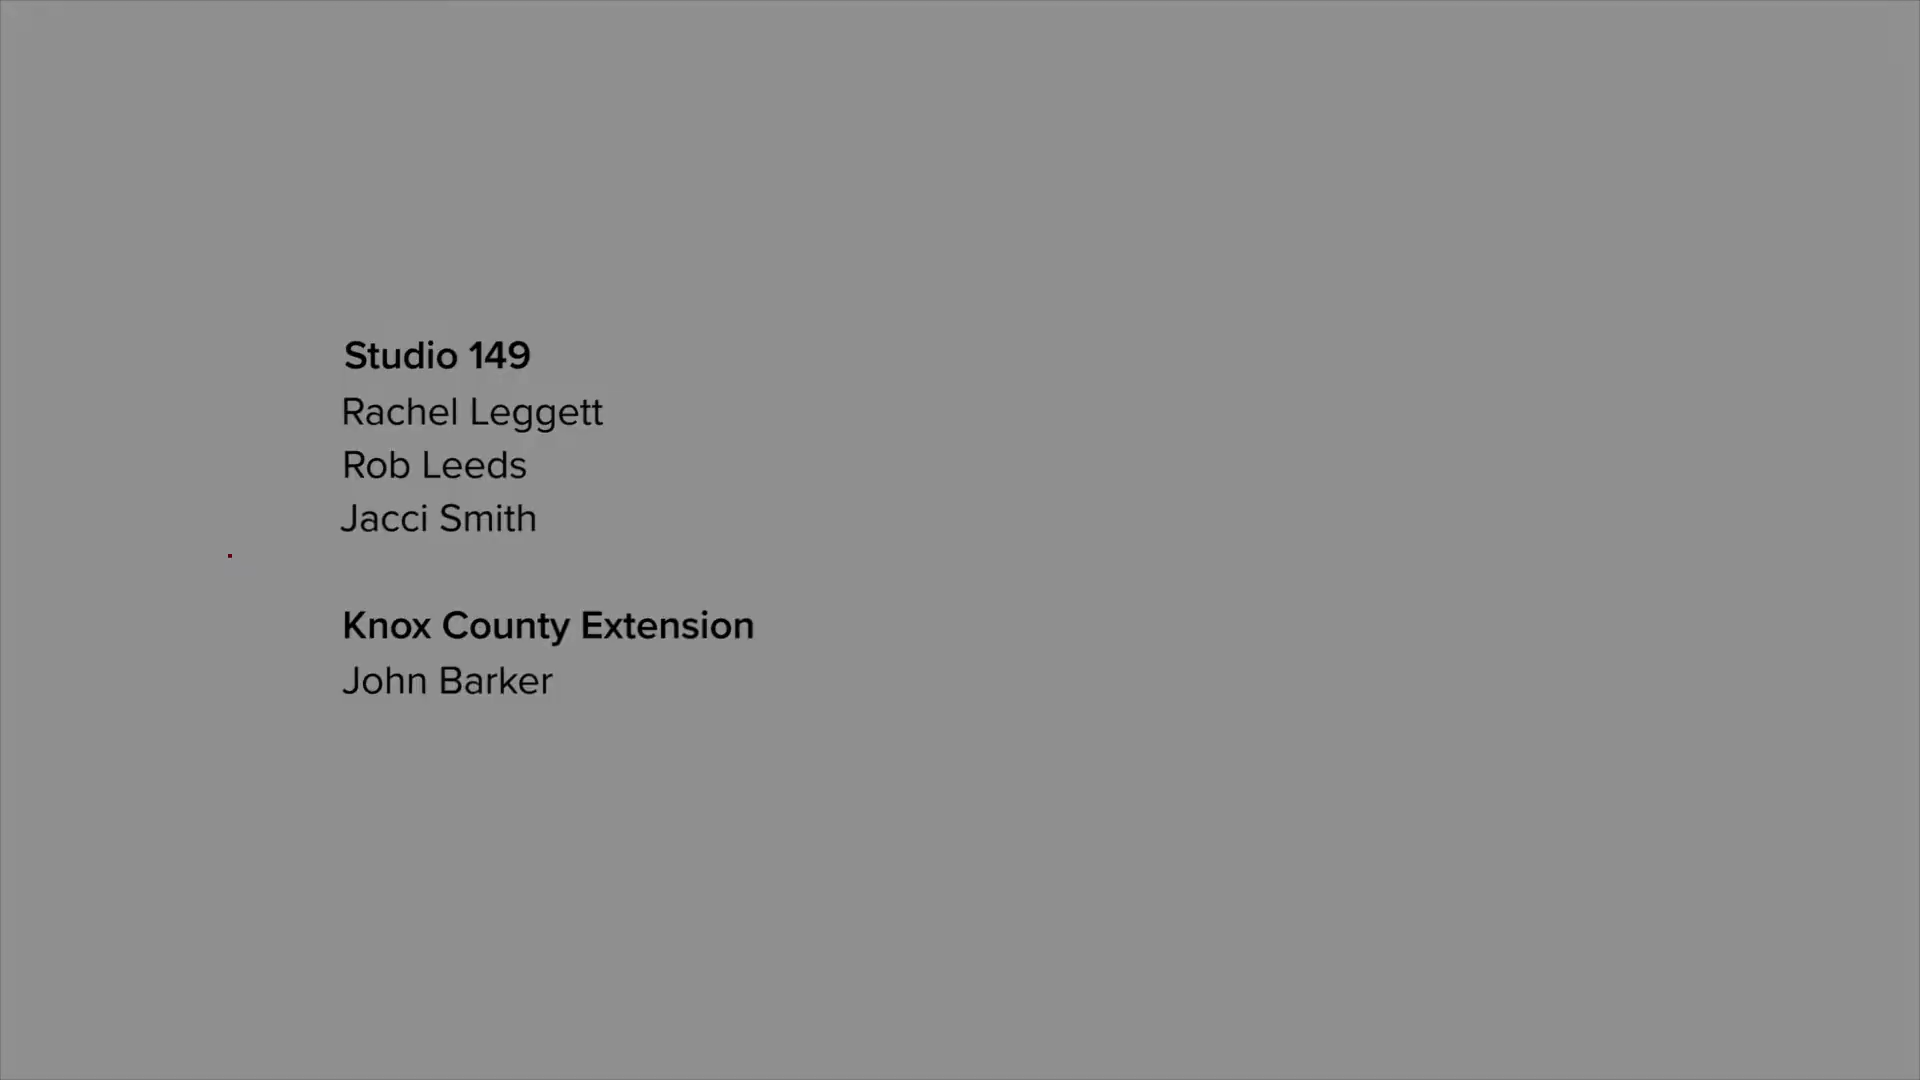 Studio 149
Rachel Leggett
Rob Leeds
Jacci Smith
Knox County Extension
John Barker